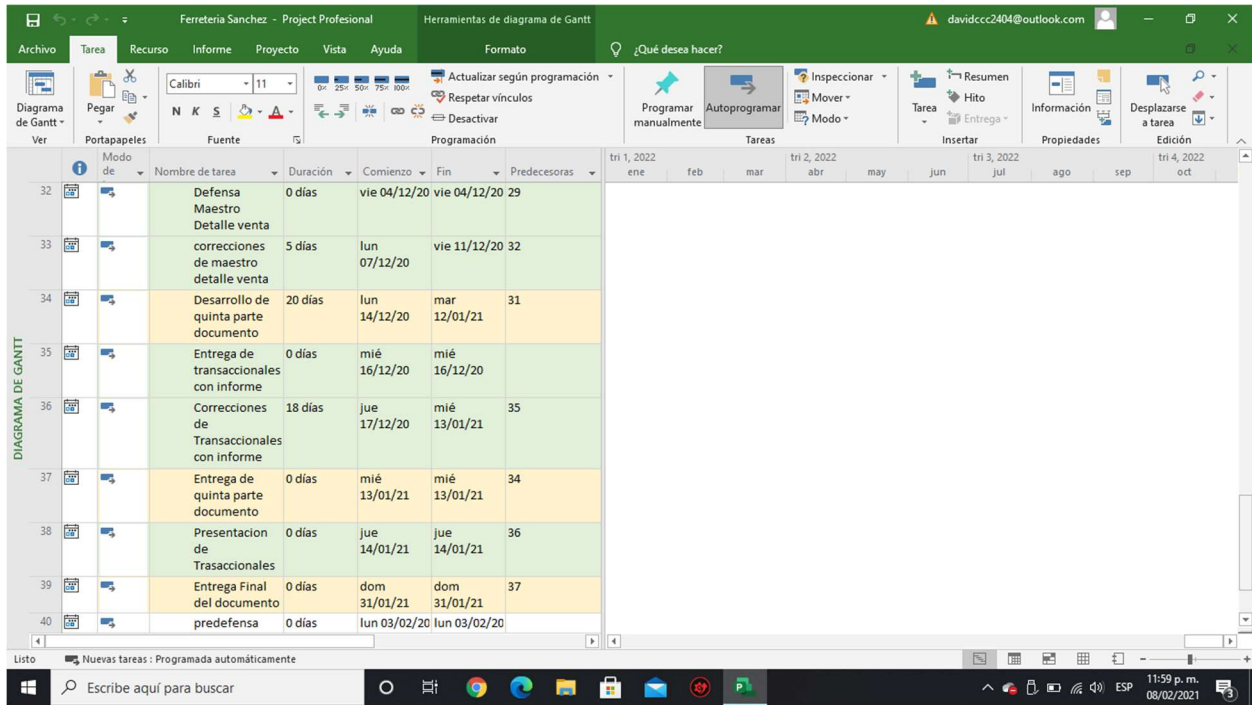 Ferreteria Sanchez - Project Profesional
Herramientas de diagrama de Gantt
davidccc2404@outlook.com
Archivo Tarea Recurso Informe Proyecto Vista Ayuda Formato ¿Qué desea hacer?
Diagrama de Gantt
Ver
Pegar
Portapapeles
Calibri 11
N K S A
Fuente
0% 25% 50% 75% 100%
Actualizar según programación
Respetar vínculos
Desactivar
Programación
Programar manualmente
Autoprogramar
Inspeccionar
Mover
Modo
Tareas
Tarea
Resumen
Hito
Entrega
Insertar
Información
Propiedades
Desplazarse a tarea
Edición
Modo de
Nombre de tarea Duración Comienzo Fin Predecesoras
tri 1, 2022 tri 2, 2022 tri 3, 2022 tri 4, 2022
ene feb mar abr may jun jul ago sep oct
DIAGRAMA DE GANTT
32 Defensa Maestro Detalle venta 0 días vie 04/12/20 vie 04/12/20 29
33 correcciones de maestro detalle venta 5 días lun 07/12/20 vie 11/12/20 32
34 Desarrollo de quinta parte documento 20 días lun 14/12/20 mar 12/01/21 31
35 Entrega de transaccionales con informe 0 días mié 16/12/20 mié 16/12/20
36 Correcciones de Transaccionales con informe 18 días jue 17/12/20 mié 13/01/21 35
37 Entrega de quinta parte documento 0 días mié 13/01/21 mié 13/01/21 34
38 Presentacion de Trasaccionales 0 días jue 14/01/21 jue 14/01/21 36
39 Entrega Final del documento 0 días dom 31/01/21 dom 31/01/21 37
40 predefensa 0 días lun 03/02/20 lun 03/02/20
Listo Nuevas tareas : Programada automáticamente
Escribe aquí para buscar
ESP
11:59 p. m.
08/02/2021
3